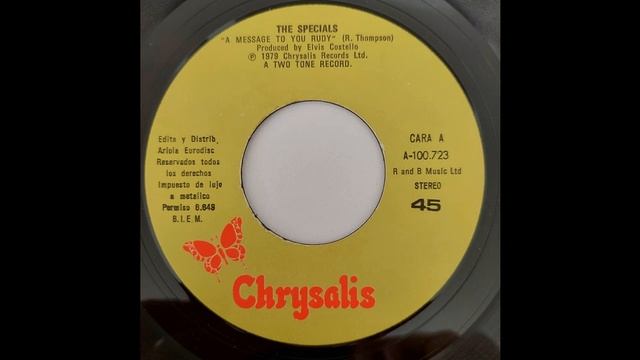 THE SPECIALS
"A MESSAGE TO YOU RUDY" (R. Thompson)
Produced by Elvis Costello
℗ 1979 Chrysalis Records Ltd.
A TWO TONE RECORD.
Edita y Distrib.
Ariola Eurodisc
Reservados todos
los derechos
Impuesto de lujo
a metalico
Permiso 6.649
B.I.E.M.
CARA A
A-100.723
R and B Music Ltd
STEREO
45
Chrysalis